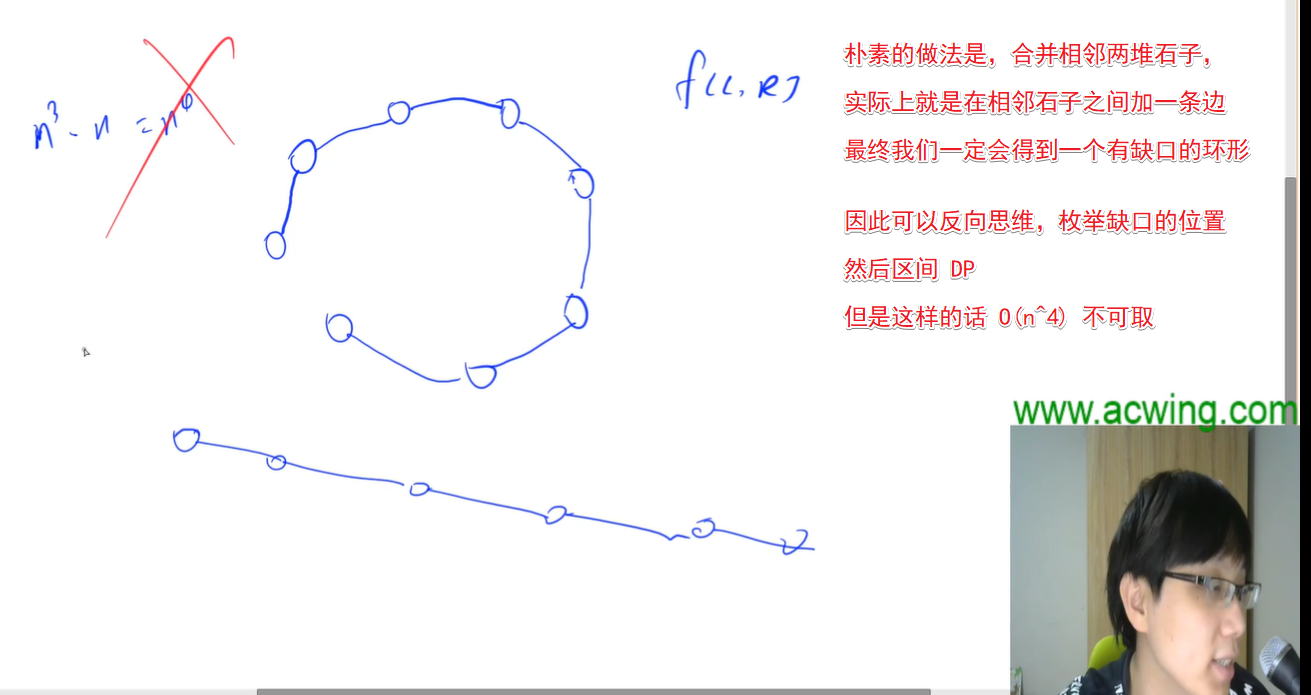 n³ · n = n⁴
f[L, R]
朴素的做法是，合并相邻两堆石子，
实际上就是在相邻石子之间加一条边
最终我们一定会得到一个有缺口的环形
因此可以反向思维，枚举缺口的位置
然后区间 DP
但是这样的话 O(n^4) 不可取
www.acwing.com